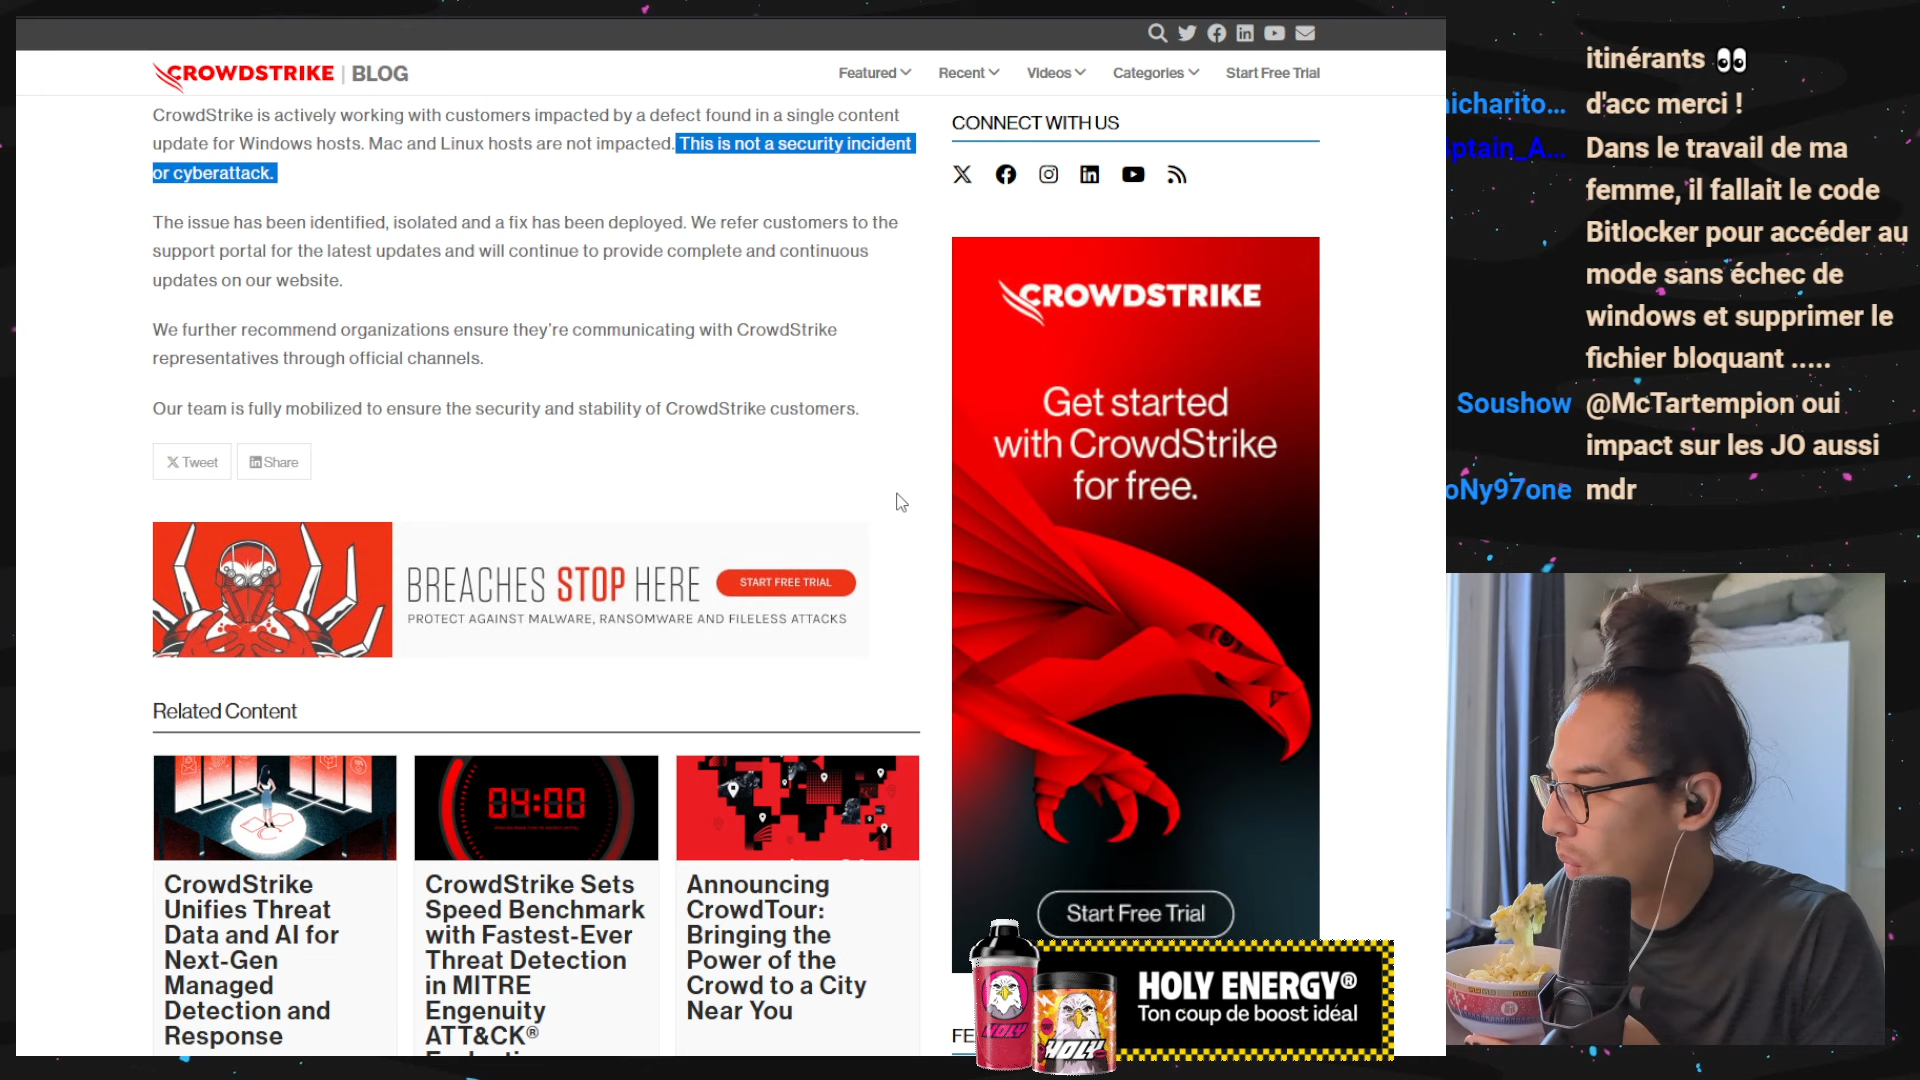 CROWDSTRIKE | BLOG
Featured
Recent
Videos
Categories
Start Free Trial
CrowdStrike is actively working with customers impacted by a defect found in a single content
update for Windows hosts. Mac and Linux hosts are not impacted. This is not a security incident
or cyberattack.
The issue has been identified, isolated and a fix has been deployed. We refer customers to the
support portal for the latest updates and will continue to provide complete and continuous
updates on our website.
We further recommend organizations ensure they're communicating with CrowdStrike
representatives through official channels.
Our team is fully mobilized to ensure the security and stability of CrowdStrike customers.
Tweet
Share
BREACHES STOP HERE
START FREE TRIAL
PROTECT AGAINST MALWARE, RANSOMWARE AND FILELESS ATTACKS
Related Content
04:00
CrowdStrike
Unifies Threat
Data and AI for
Next-Gen
Managed
Detection and
Response
CrowdStrike Sets
Speed Benchmark
with Fastest-Ever
Threat Detection
in MITRE
Engenuity
ATT&CK®
Announcing
CrowdTour:
Bringing the
Power of the
Crowd to a City
Near You
CONNECT WITH US
CROWDSTRIKE
Get started
with CrowdStrike
for free.
Start Free Trial
FE
HOLY
HOLY
HOLY ENERGY®
Ton coup de boost idéal
itinérants 👀
icharito... d'acc merci !
ptain_A... Dans le travail de ma
femme, il fallait le code
Bitlocker pour accéder au
mode sans échec de
windows et supprimer le
fichier bloquant .....
Soushow @McTartempion oui
impact sur les JO aussi
oNy97one mdr